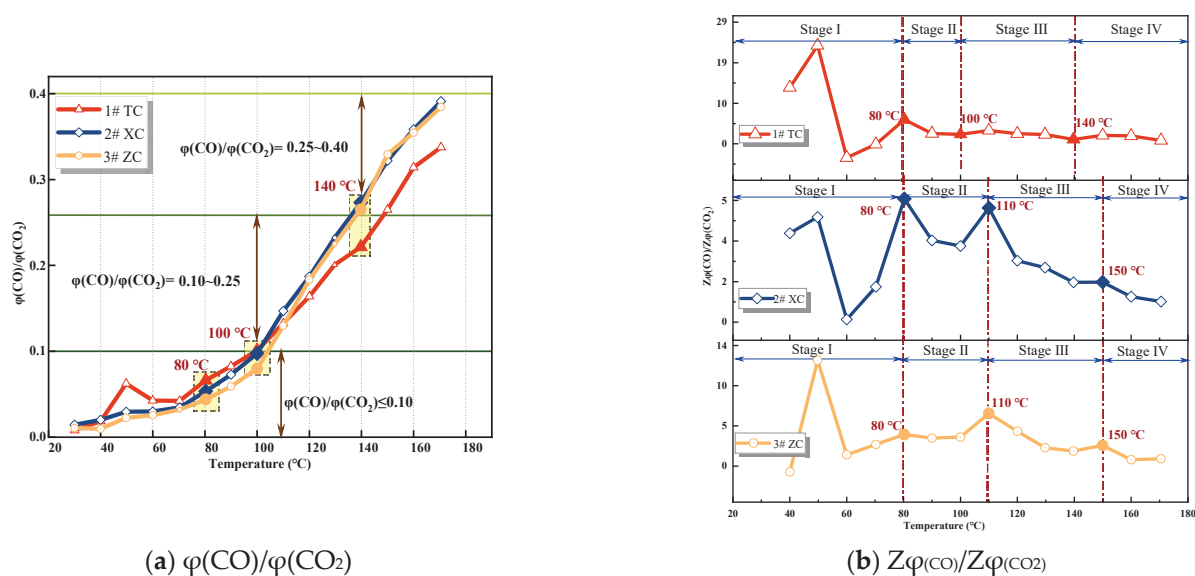 φ(CO)/φ(CO₂)
0.4
0.3
0.2
0.1
0.0
1# TC
2# XC
3# ZC
φ(CO)/φ(CO₂)= 0.25~0.40
140 ℃
φ(CO)/φ(CO₂)= 0.10~0.25
100 ℃
80 ℃
φ(CO)/φ(CO₂)≤0.10
20 40 60 80 100 120 140 160 180 200
Temperature (℃)
(a) φ(CO)/φ(CO₂)
Zφ(CO)/Zφ(CO₂)
29
19
10
0
Stage I Stage II Stage III Stage IV
80 ℃ 100 ℃ 140 ℃
1# TC
5
4
2
0
Stage I Stage II Stage III Stage IV
80 ℃ 110 ℃
150 ℃
2# XC
14
10
5
0
Stage I Stage II Stage III Stage IV
80 ℃ 110 ℃ 150 ℃
3# ZC
20 40 60 80 100 120 140 160 180
Temperature (℃)
(b) Zφ(CO)/Zφ(CO2)